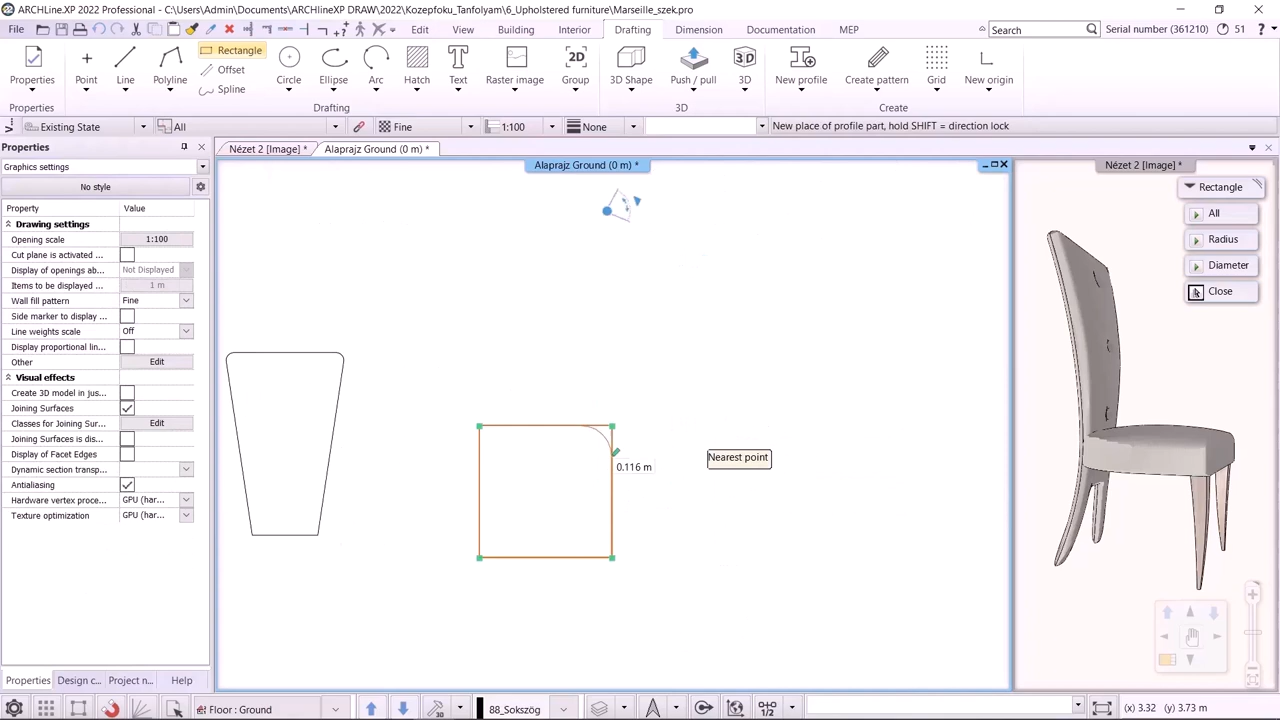 ARCHLine.XP 2022 Professional - C:\Users\Admin\Documents\ARCHlineXP DRAW\2022\Kozepfoku_Tanfolyam\6_Upholstered furniture\Marseille_szek.pro
File
Edit
View
Building
Interior
Drafting
Dimension
Documentation
MEP
Search
Serial number (361210)
51
Properties
Point
Line
Polyline
Rectangle
Offset
Spline
Circle
Ellipse
Arc
Hatch
Text
Raster image
2D
Group
3D Shape
Push / pull
3D
3D
New profile
Create pattern
Grid
New origin
Properties
Drafting
3D
Create
Existing State
All
Fine
1:100
None
New place of profile part, hold SHIFT = direction lock
Properties
Nézet 2 [Image] *
Alaprajz Ground (0 m) *
Graphics settings
No style
Property Value
Drawing settings
Opening scale 1:100
Cut plane is activated ...
Display of openings ab... Not Displayed
Items to be displayed ... 1 m
Wall fill pattern Fine
Side marker to display ...
Line weights scale Off
Display proportional lin...
Other Edit
Visual effects
Create 3D model in jus...
Joining Surfaces
Classes for Joining Sur... Edit
Joining Surfaces is dis...
Display of Facet Edges
Dynamic section transp...
Antialiasing
Hardware vertex proce... GPU (har...
Texture optimization GPU (har...
Alaprajz Ground (0 m) *
0.116 m
Nearest point
Nézet 2 [Image] *
Rectangle
All
Radius
Diameter
Close
Properties
Design c...
Project n...
Help
Floor : Ground
30
88_Sokszög
(x) 3.32 (y) 3.73 m